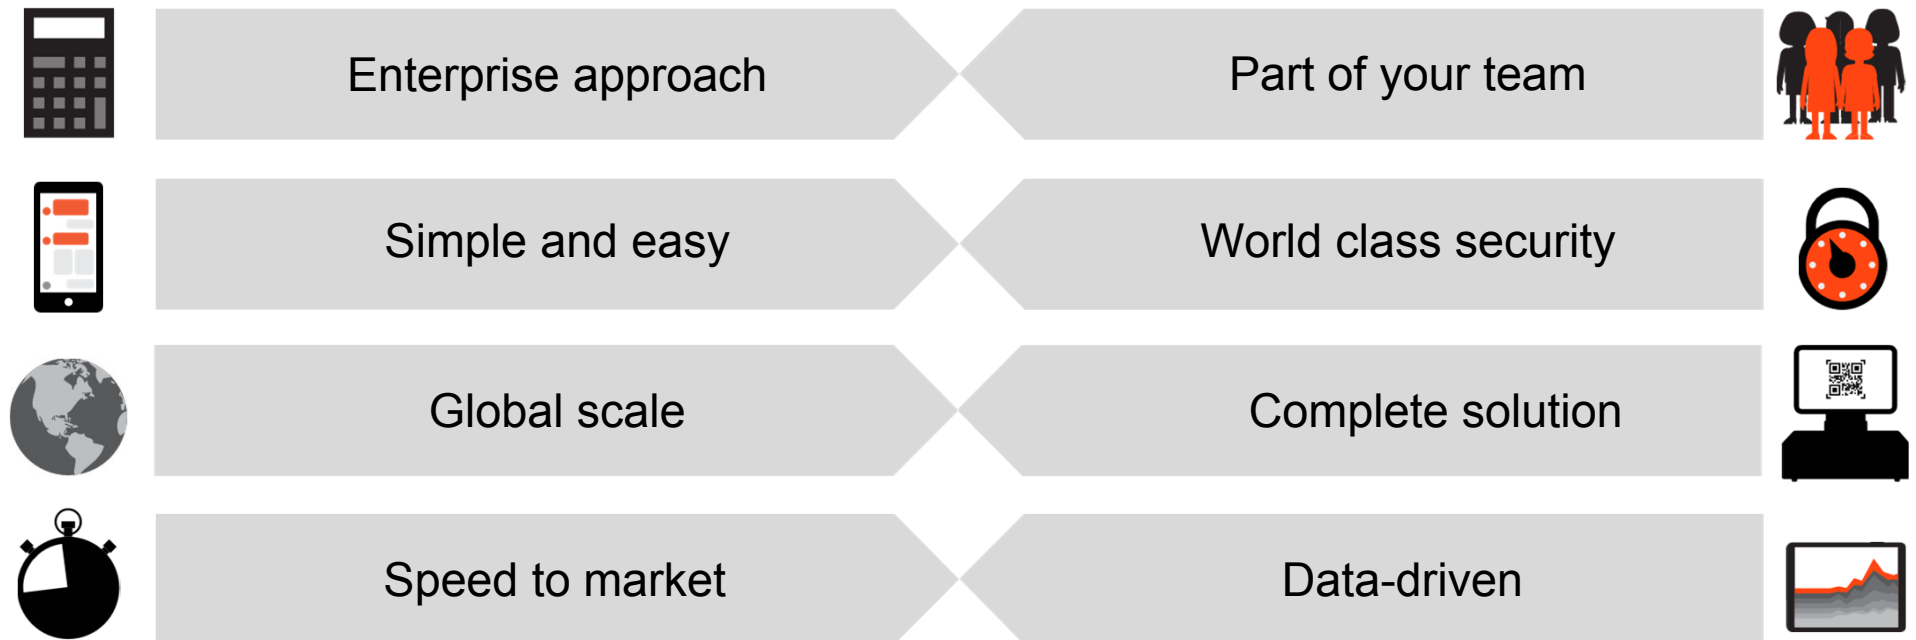 Enterprise approach
Part of your team
Simple and easy
World class security
Global scale
Complete solution
Speed to market
Data-driven